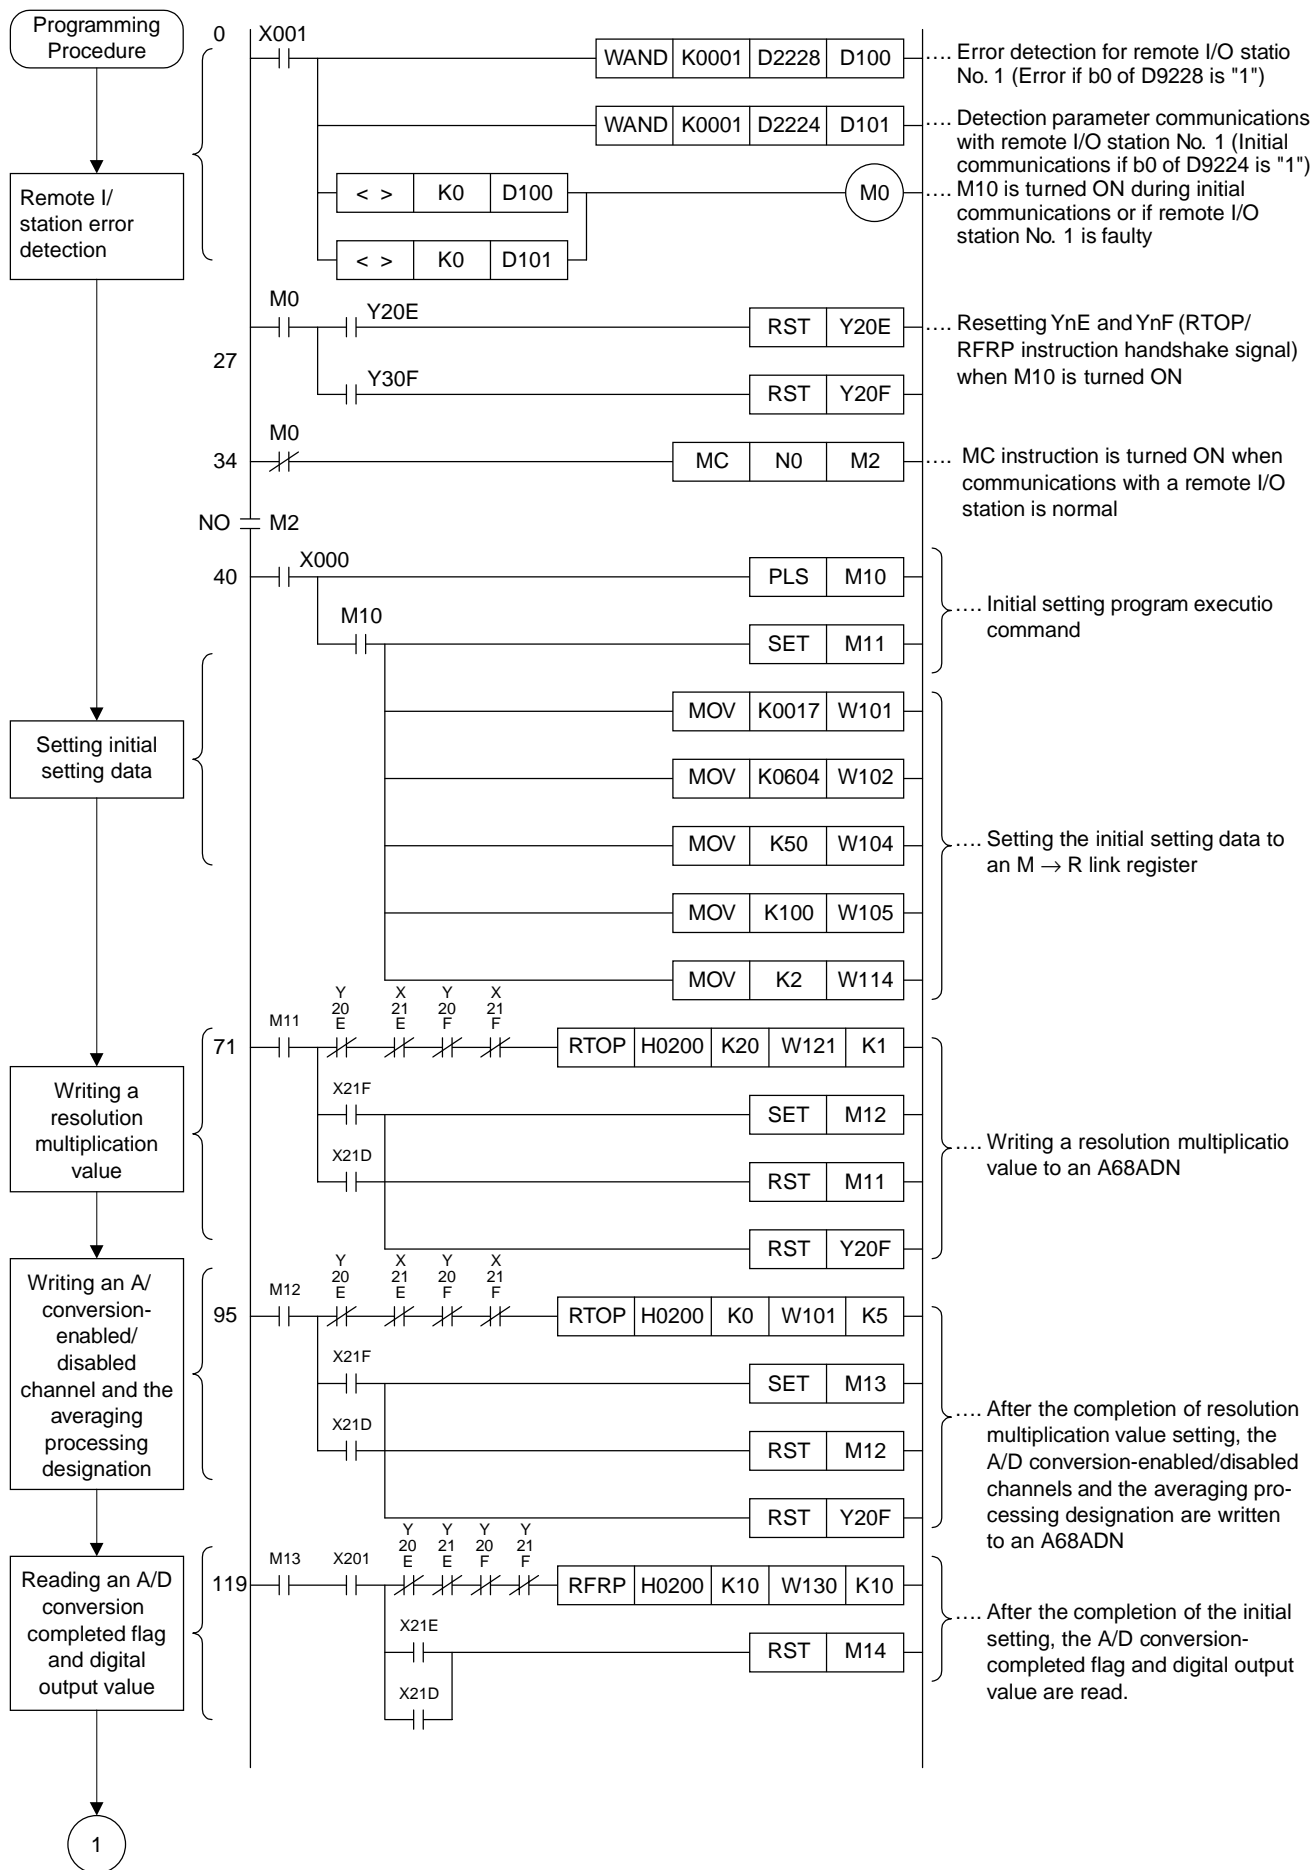 Programming
Procedure
0
X001
WAND K0001 D2228 D100
.... Error detection for remote I/O statio
No. 1 (Error if b0 of D9228 is "1")
WAND K0001 D2224 D101
.... Detection parameter communications
with remote I/O station No. 1 (Initial
communications if b0 of D9224 is "1")
Remote I/
station error
detection
< > K0 D100
M0
.... M10 is turned ON during initial
communications or if remote I/O
station No. 1 is faulty
< > K0 D101
27
M0
Y20E
RST Y20E
.... Resetting YnE and YnF (RTOP/
RFRP instruction handshake signal)
when M10 is turned ON
Y30F
RST Y20F
34
M0
MC N0 M2
.... MC instruction is turned ON when
communications with a remote I/O
station is normal
NO M2
40
X000
PLS M10
M10
SET M11
.... Initial setting program executio
command
Setting initial
setting data
MOV K0017 W101
MOV K0604 W102
MOV K50 W104
MOV K100 W105
MOV K2 W114
.... Setting the initial setting data to
an M → R link register
Writing a
resolution
multiplication
value
71
M11
Y
20
E
X
21
E
Y
20
F
X
21
F
RTOP H0200 K20 W121 K1
X21F
SET M12
X21D
RST M11
RST Y20F
.... Writing a resolution multiplicatio
value to an A68ADN
Writing an A/
conversion-
enabled/
disabled
channel and the
averaging
processing
designation
95
M12
Y
20
E
X
21
E
Y
20
F
X
21
F
RTOP H0200 K0 W101 K5
X21F
SET M13
X21D
RST M12
RST Y20F
.... After the completion of resolution
multiplication value setting, the
A/D conversion-enabled/disabled
channels and the averaging pro-
cessing designation are written
to an A68ADN
Reading an A/D
conversion
completed flag
and digital
output value
119
M13
X201
Y
20
E
Y
21
E
Y
20
F
Y
21
F
RFRP H0200 K10 W130 K10
X21E
RST M14
X21D
.... After the completion of the initial
setting, the A/D conversion-
completed flag and digital output
value are read.
1